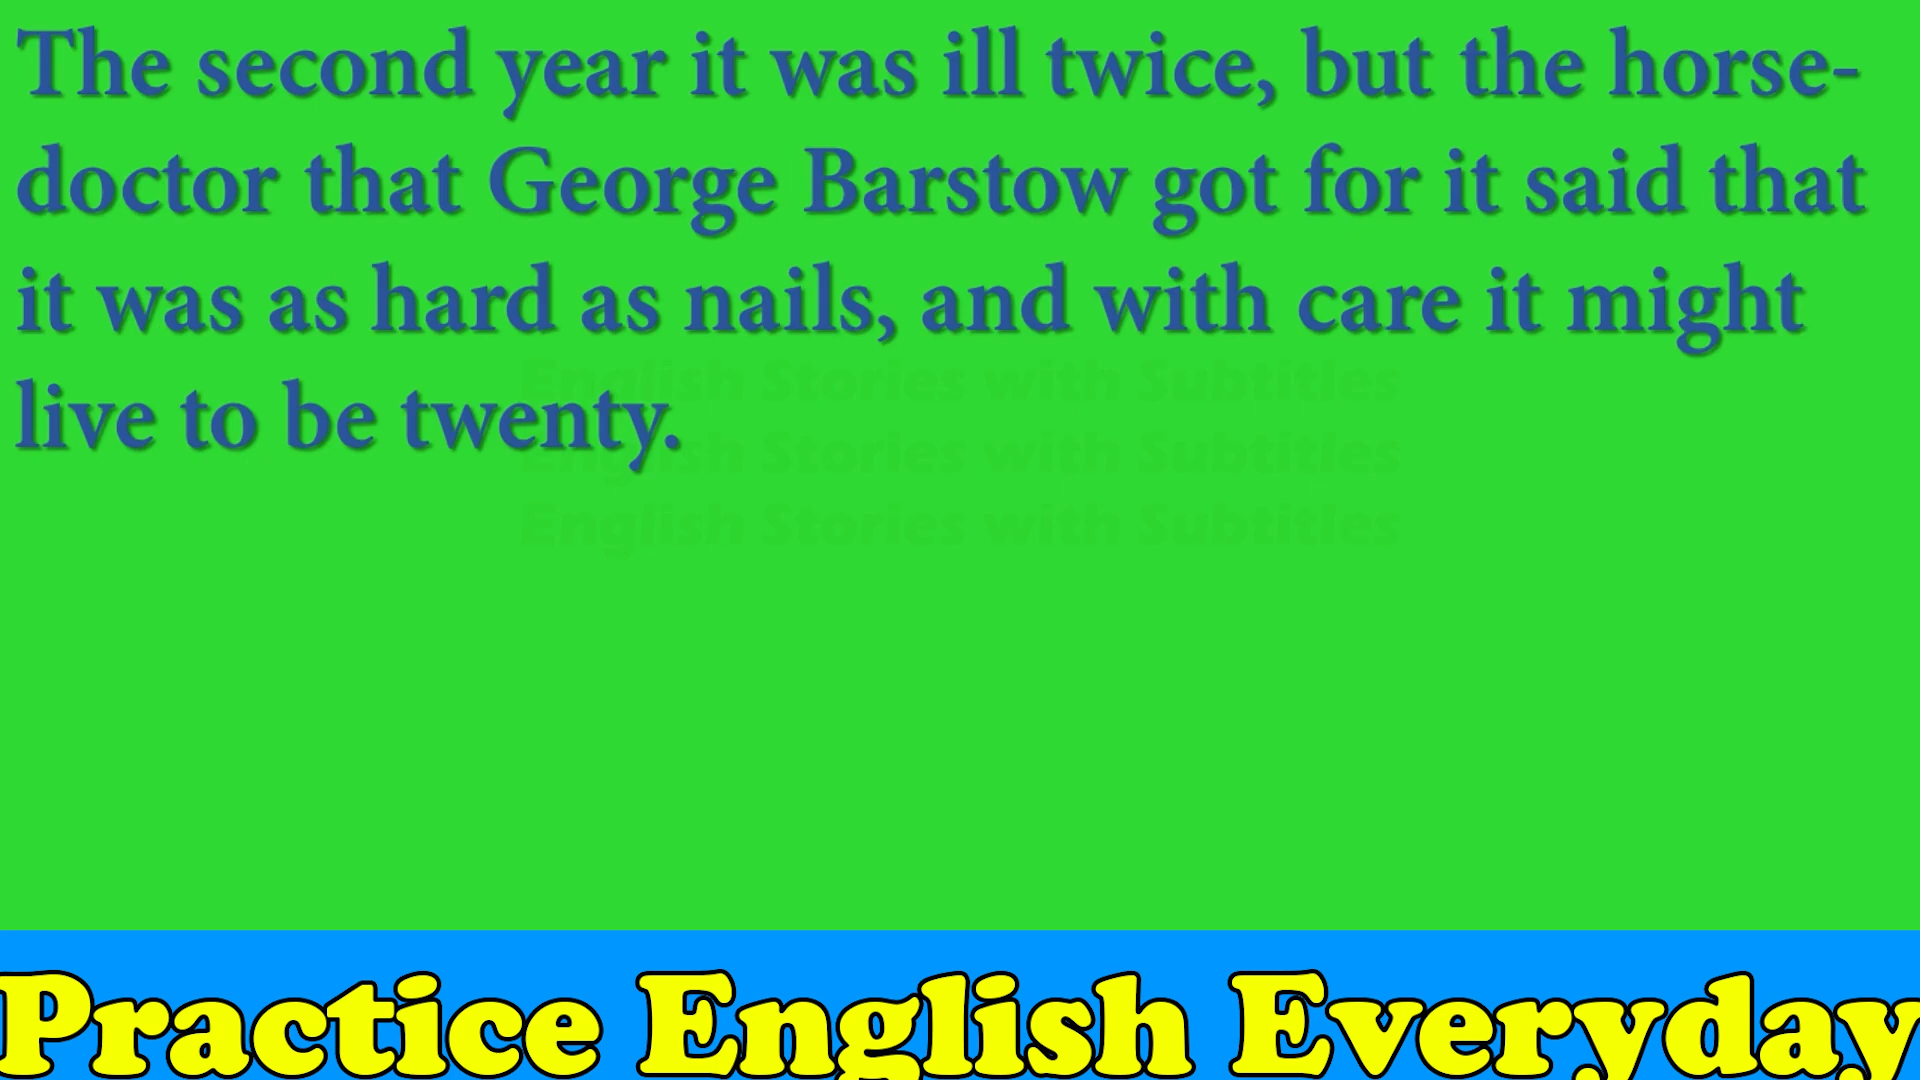 The second year it was ill twice, but the horse-
doctor that George Barstow got for it said that
it was as hard as nails, and with care it might
live to be twenty.
English Stories with Subtitles
English Stories with Subtitles
English Stories with Subtitles
Practice English Everyday